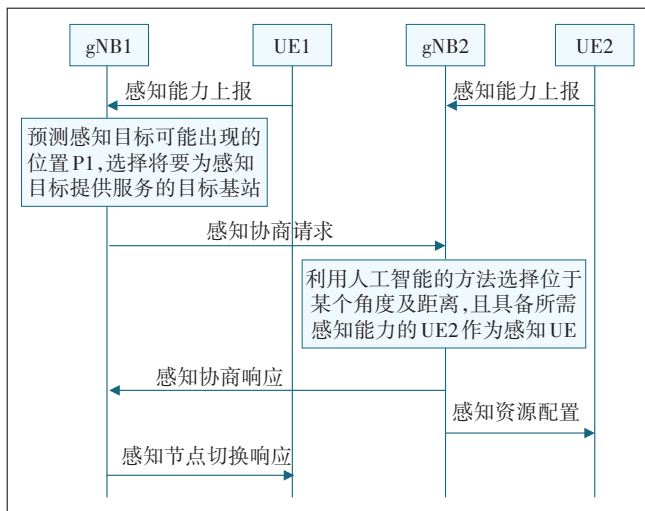 gNB1
UE1
gNB2
UE2
感知能力上报
感知能力上报
预测感知目标可能出现的
位置P1,选择将要为感知
目标提供服务的目标基站
感知协商请求
利用人工智能的方法选择位于
某个角度及距离,且具备所需
感知能力的UE2作为感知UE
感知协商响应
感知资源配置
感知节点切换响应